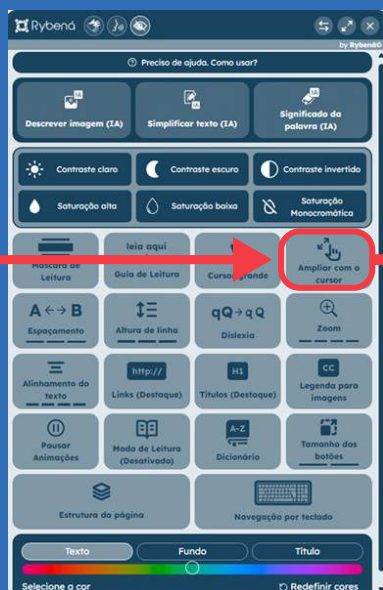 Rybená
by Rybená©
Preciso de ajuda. Como usar?
Descrever imagem (IA)
Simplificar texto (IA)
Significado da
palavra (IA)
Contraste claro
Contraste escuro
Contraste invertido
Saturação alta
Saturação baixa
Saturação
Monocromática
Máscara de
Leitura
leia aqui
Guia de Leitura
Cursor grande
Ampliar com o
cursor
A ↔ B
Espaçamento
Altura de linha
qQ→qQ
Dislexia
Zoom
Alinhamento do
texto
http://
Links (Destaque)
H1
Títulos (Destaque)
CC
Legenda para
imagens
Pausar
Animações
Modo de Leitura
(Desativado)
A-Z
Dicionário
Tamanho dos
botões
Estrutura da página
Navegação por teclado
Texto
Fundo
Título
Selecione a cor
Redefinir cores